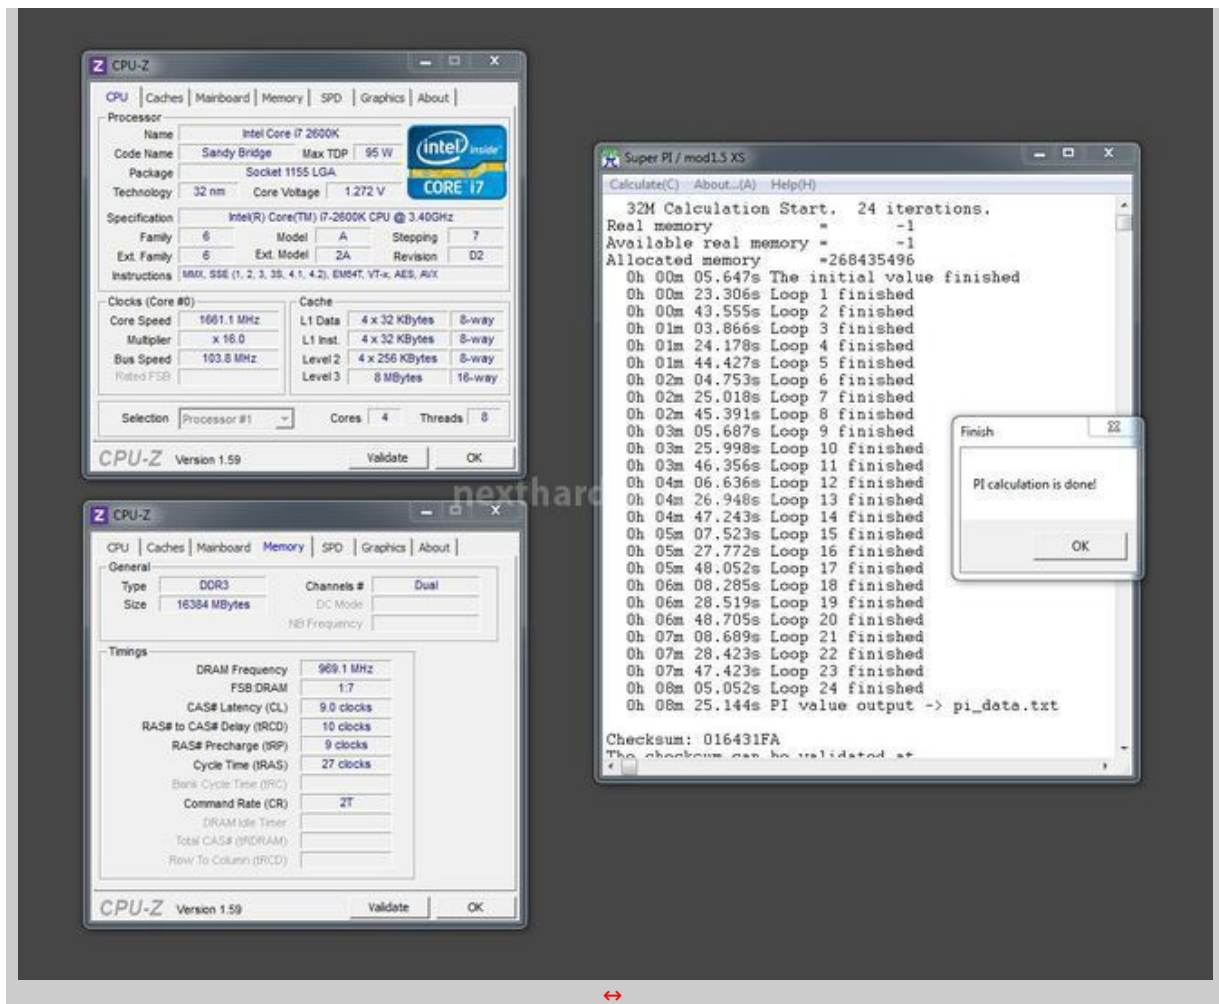 CPU-Z
CPU Caches Mainboard Memory SPD Graphics About
Processor
Name Intel Core i7 2600K
Code Name Sandy Bridge Max TDP 95 W
Package Socket 1155 LGA
Technology 32 nm Core Voltage 1.272 V
intel inside
CORE i7
Specification Intel(R) Core(TM) i7-2600K CPU @ 3.40GHz
Family 6 Model A Stepping 7
Ext. Family 6 Ext. Model 2A Revision D2
Instructions MMX, SSE (1, 2, 3, 3S, 4.1, 4.2), EM64T, VT-x, AES, AVX
Clocks (Core #0)
Core Speed 1661.1 MHz
Multiplier x 16.0
Bus Speed 103.8 MHz
Rated FSB
Cache
L1 Data 4 x 32 KBytes 8-way
L1 Inst. 4 x 32 KBytes 8-way
Level 2 4 x 256 KBytes 8-way
Level 3 8 MBytes 16-way
Selection Processor #1 Cores 4 Threads 8
CPU-Z Version 1.59 Validate OK
CPU-Z
CPU Caches Mainboard Memory SPD Graphics About
General
Type DDR3 Channels # Dual
Size 16384 MBytes DC Mode
NB Frequency
Timings
DRAM Frequency 969.1 MHz
FSB:DRAM 1:7
CAS# Latency (CL) 9.0 clocks
RAS# to CAS# Delay (tRCD) 10 clocks
RAS# Precharge (tRP) 9 clocks
Cycle Time (tRAS) 27 clocks
Bank Cycle Time (tRC)
Command Rate (CR) 2T
DRAM Idle Timer
Total CAS# (tRDRAM)
Row To Column (tRCD)
CPU-Z Version 1.59 Validate OK
nexthard
Super PI / mod1.5 XS
Calculate(C) About...(A) Help(H)
32M Calculation Start. 24 iterations.
Real memory = -1
Available real memory = -1
Allocated memory =268435496
0h 00m 05.647s The initial value finished
0h 00m 23.306s Loop 1 finished
0h 00m 43.555s Loop 2 finished
0h 01m 03.866s Loop 3 finished
0h 01m 24.178s Loop 4 finished
0h 01m 44.427s Loop 5 finished
0h 02m 04.753s Loop 6 finished
0h 02m 25.018s Loop 7 finished
0h 02m 45.391s Loop 8 finished
0h 03m 05.687s Loop 9 finished
0h 03m 25.998s Loop 10 finished
0h 03m 46.356s Loop 11 finished
0h 04m 06.636s Loop 12 finished
0h 04m 26.948s Loop 13 finished
0h 04m 47.243s Loop 14 finished
0h 05m 07.523s Loop 15 finished
0h 05m 27.772s Loop 16 finished
0h 05m 48.052s Loop 17 finished
0h 06m 08.285s Loop 18 finished
0h 06m 28.519s Loop 19 finished
0h 06m 48.705s Loop 20 finished
0h 07m 08.689s Loop 21 finished
0h 07m 28.423s Loop 22 finished
0h 07m 47.423s Loop 23 finished
0h 08m 05.052s Loop 24 finished
0h 08m 25.144s PI value output -> pi_data.txt
Checksum: 016431FA
The checksum can be validated at
Finish
PI calculation is done!
OK